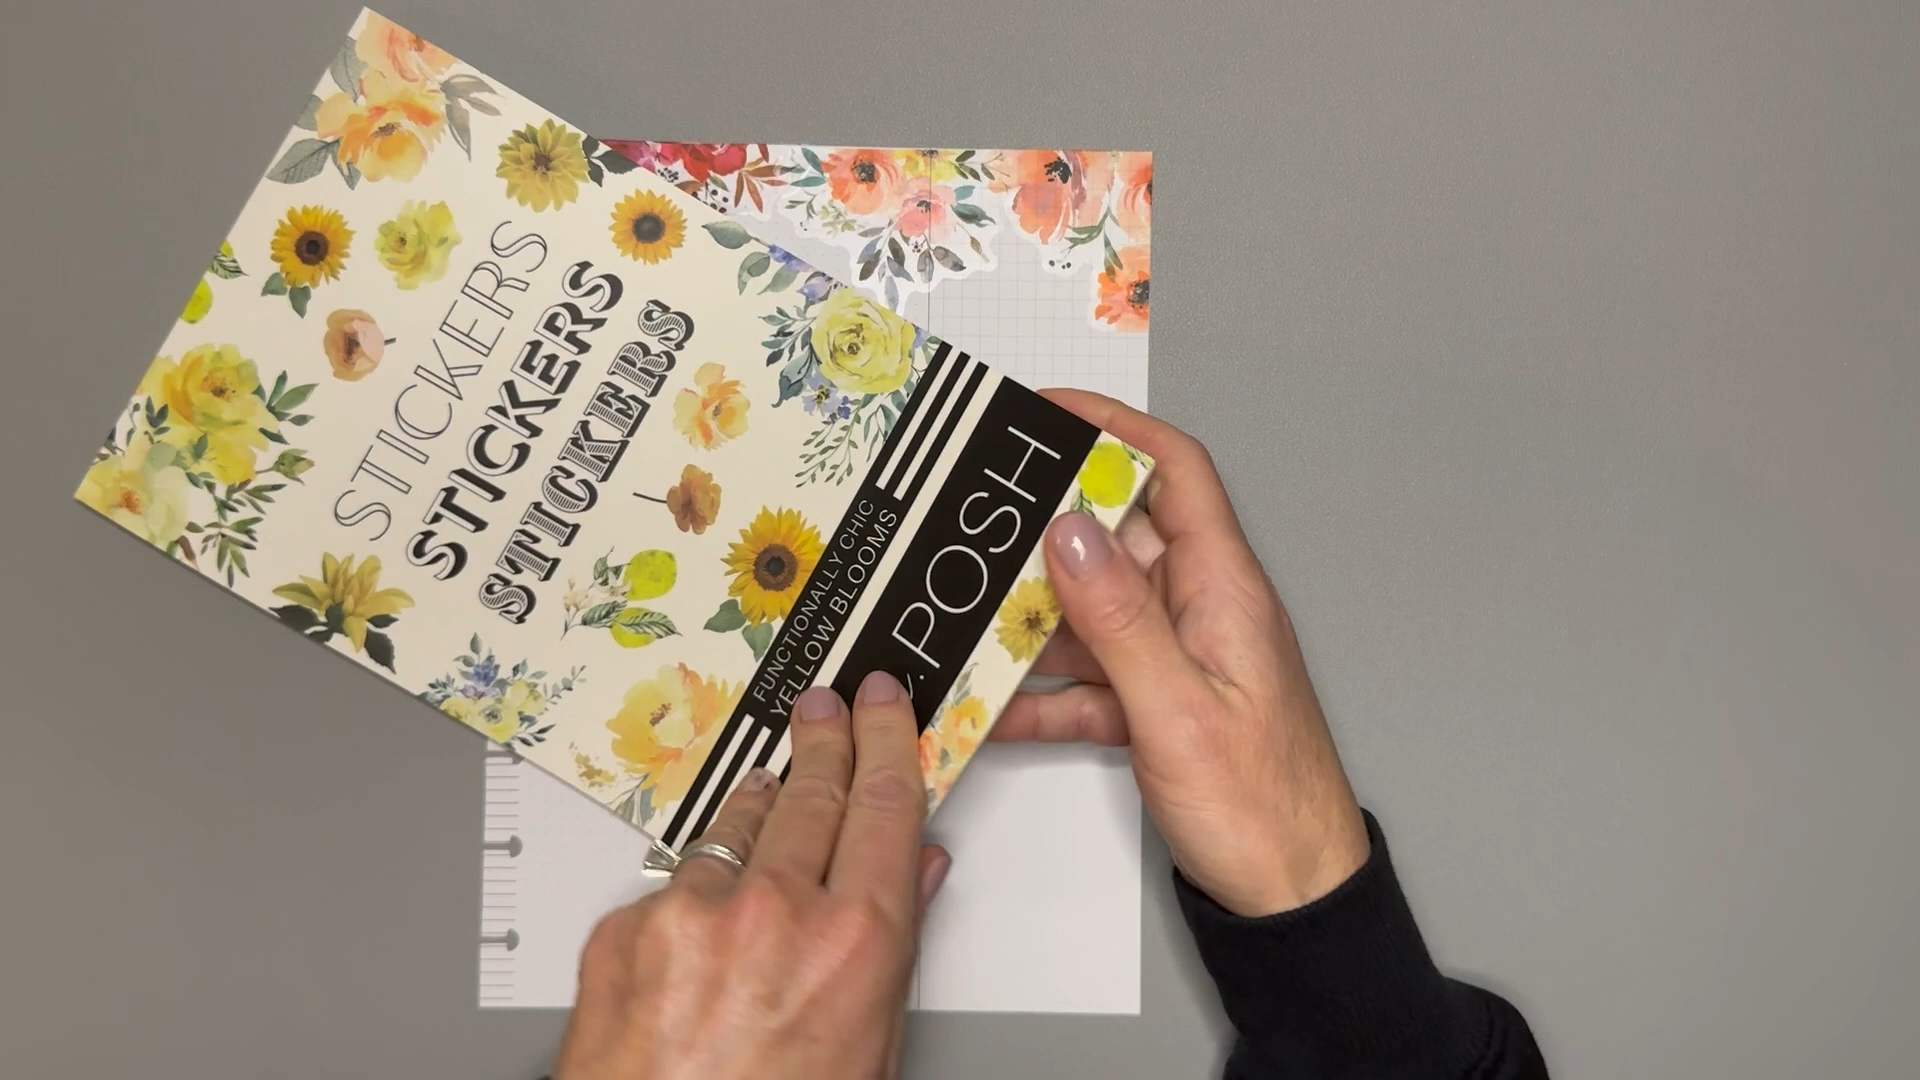 STICKERS
STICKERS
STICKERS
FUNCTIONALLY CHIC
YELLOW BLOOMS
POSH